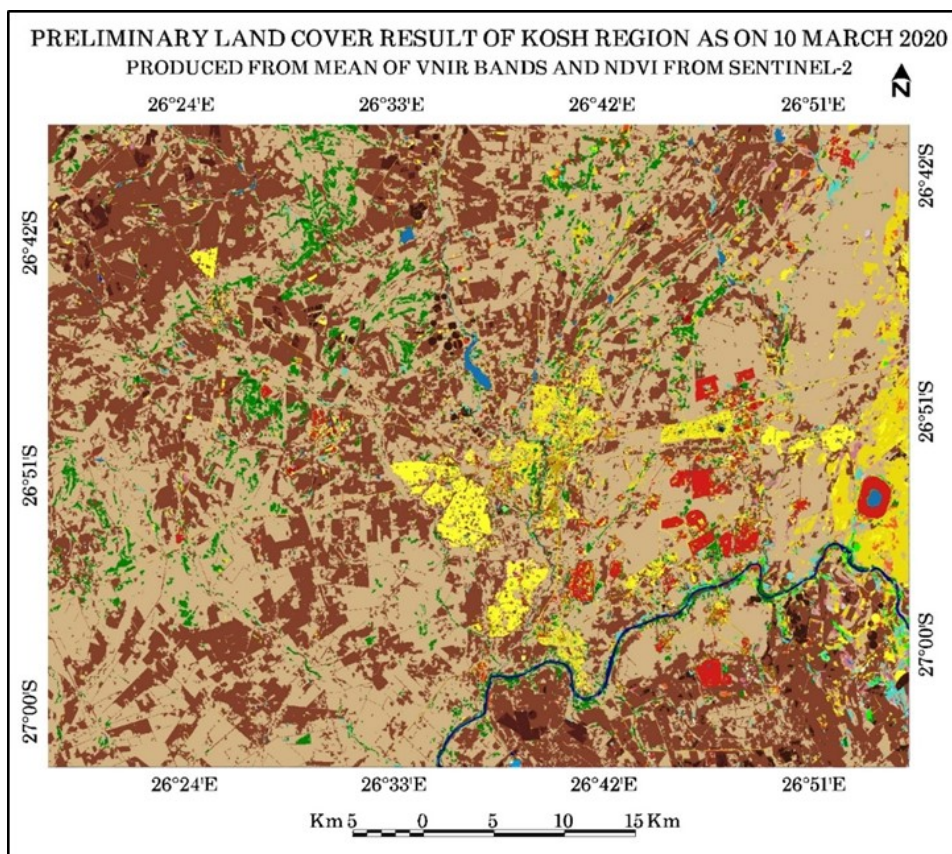 PRELIMINARY LAND COVER RESULT OF KOSH REGION AS ON 10 MARCH 2020
PRODUCED FROM MEAN OF VNIR BANDS AND NDVI FROM SENTINEL-2
N
26°24'E 26°33'E 26°42'E 26°51'E
26°42'S
26°42'S
26°51'S
26°51'S
27°00'S
27°00'S
26°24'E 26°33'E 26°42'E 26°51'E
Km 5 0 5 10 15 Km